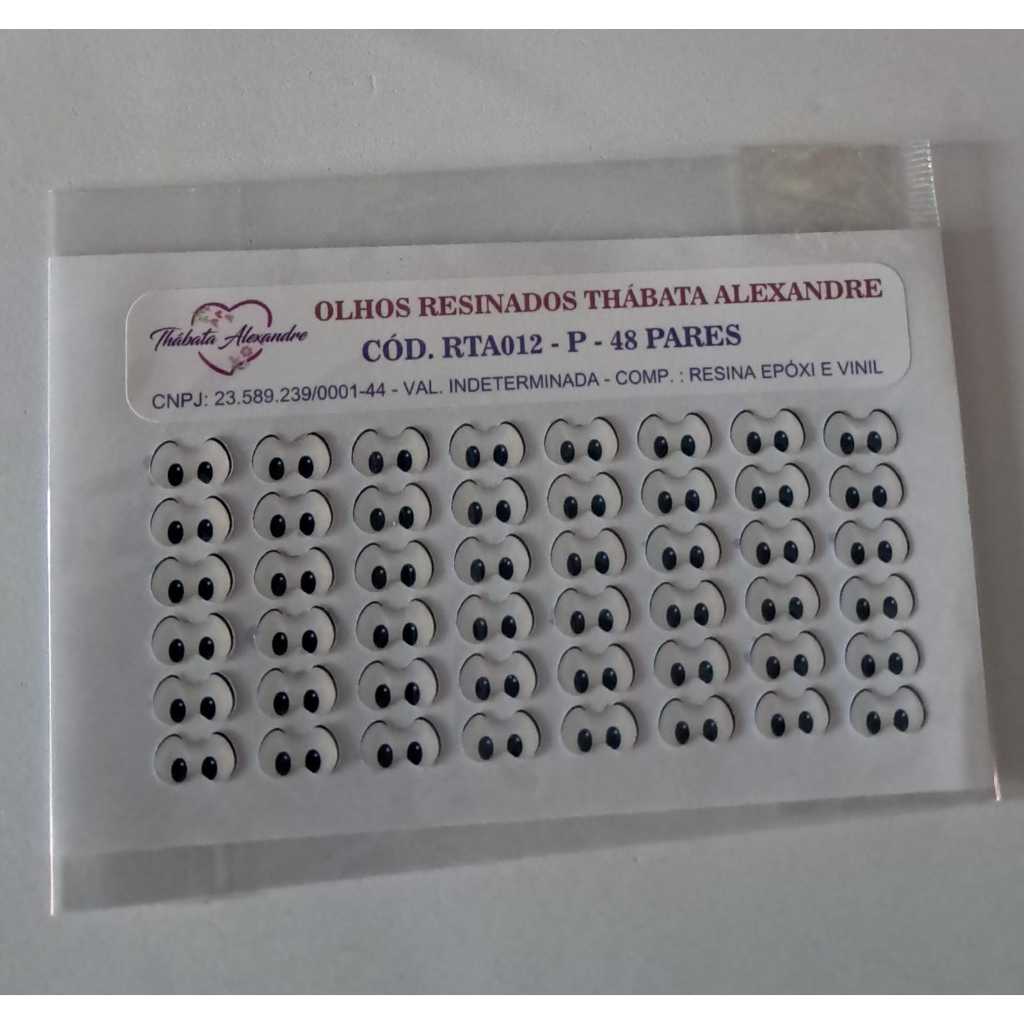 Thábata Alexandre
OLHOS RESINADOS THÁBATA ALEXANDRE
CÓD. RTA012 - P - 48 PARES
CNPJ: 23.589.239/0001-44 - VAL. INDETERMINADA - COMP. : RESINA EPÓXI E VINIL